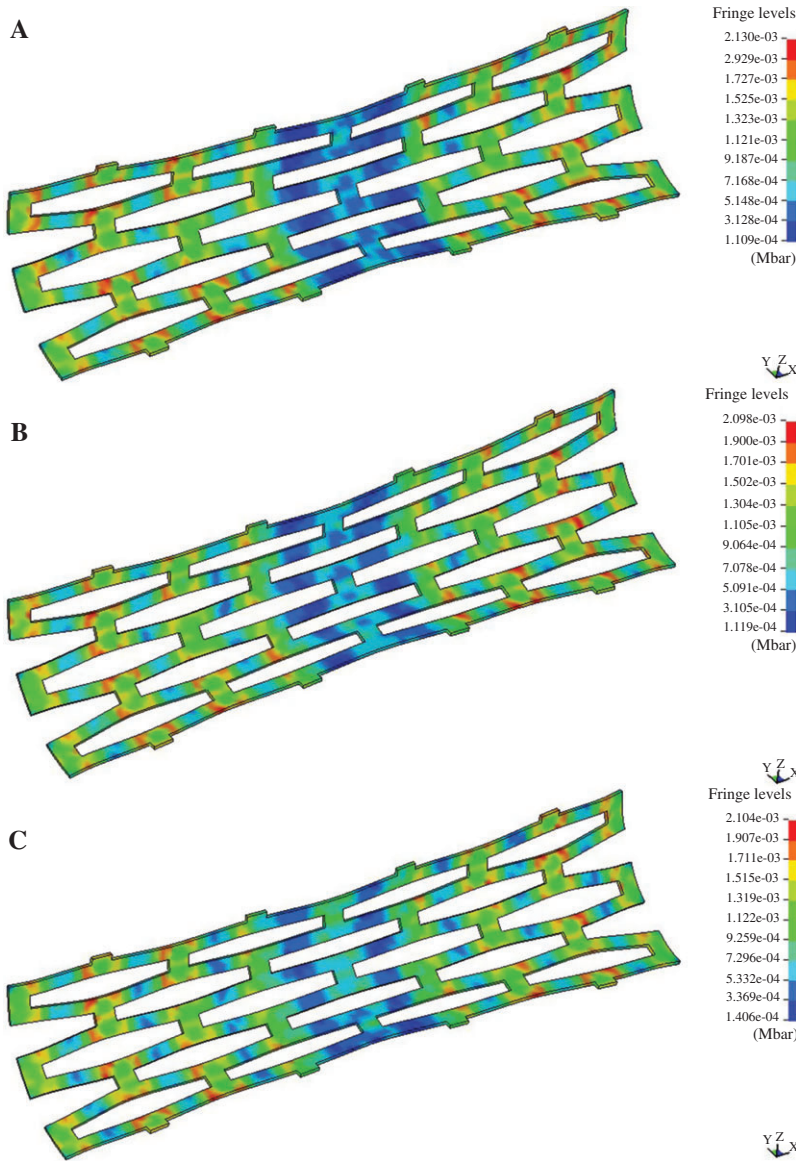 A
Fringe levels
2.130e-03
2.929e-03
1.727e-03
1.525e-03
1.323e-03
1.121e-03
9.187e-04
7.168e-04
5.148e-04
3.128e-04
1.109e-04
(Mbar)
Y Z X
B
Fringe levels
2.098e-03
1.900e-03
1.701e-03
1.502e-03
1.304e-03
1.105e-03
9.064e-04
7.078e-04
5.091e-04
3.105e-04
1.119e-04
(Mbar)
Y Z X
C
Fringe levels
2.104e-03
1.907e-03
1.711e-03
1.515e-03
1.319e-03
1.122e-03
9.259e-04
7.296e-04
5.332e-04
3.369e-04
1.406e-04
(Mbar)
Y Z X